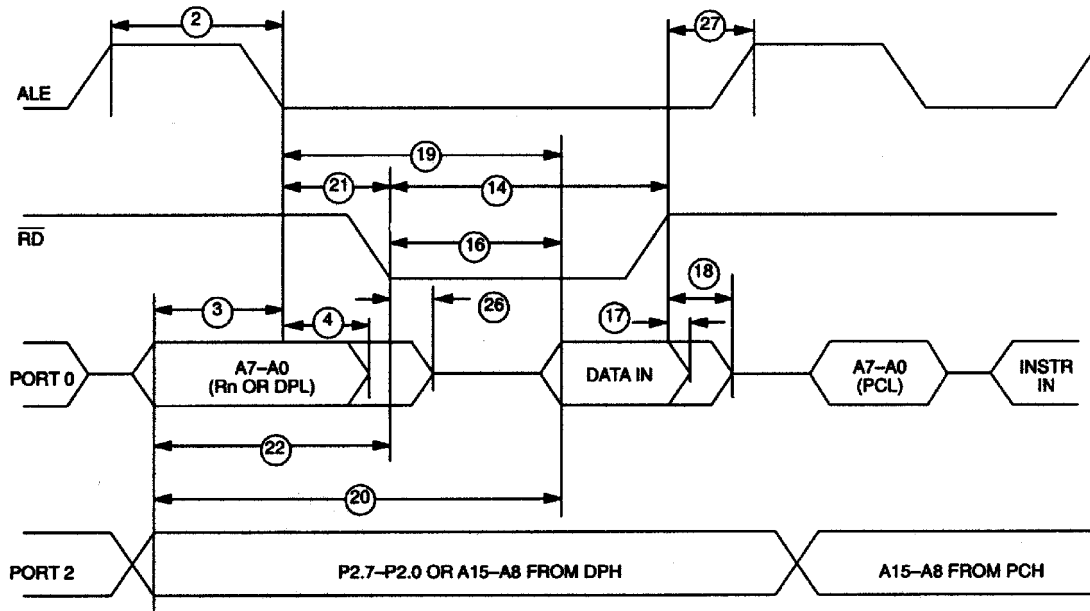 2
27
ALE
19
21
14
RD
16
18
3
4
26
17
PORT 0
A7–A0
(Rn OR DPL)
DATA IN
A7–A0
(PCL)
INSTR
IN
22
20
PORT 2
P2.7–P2.0 OR A15–A8 FROM DPH
A15–A8 FROM PCH